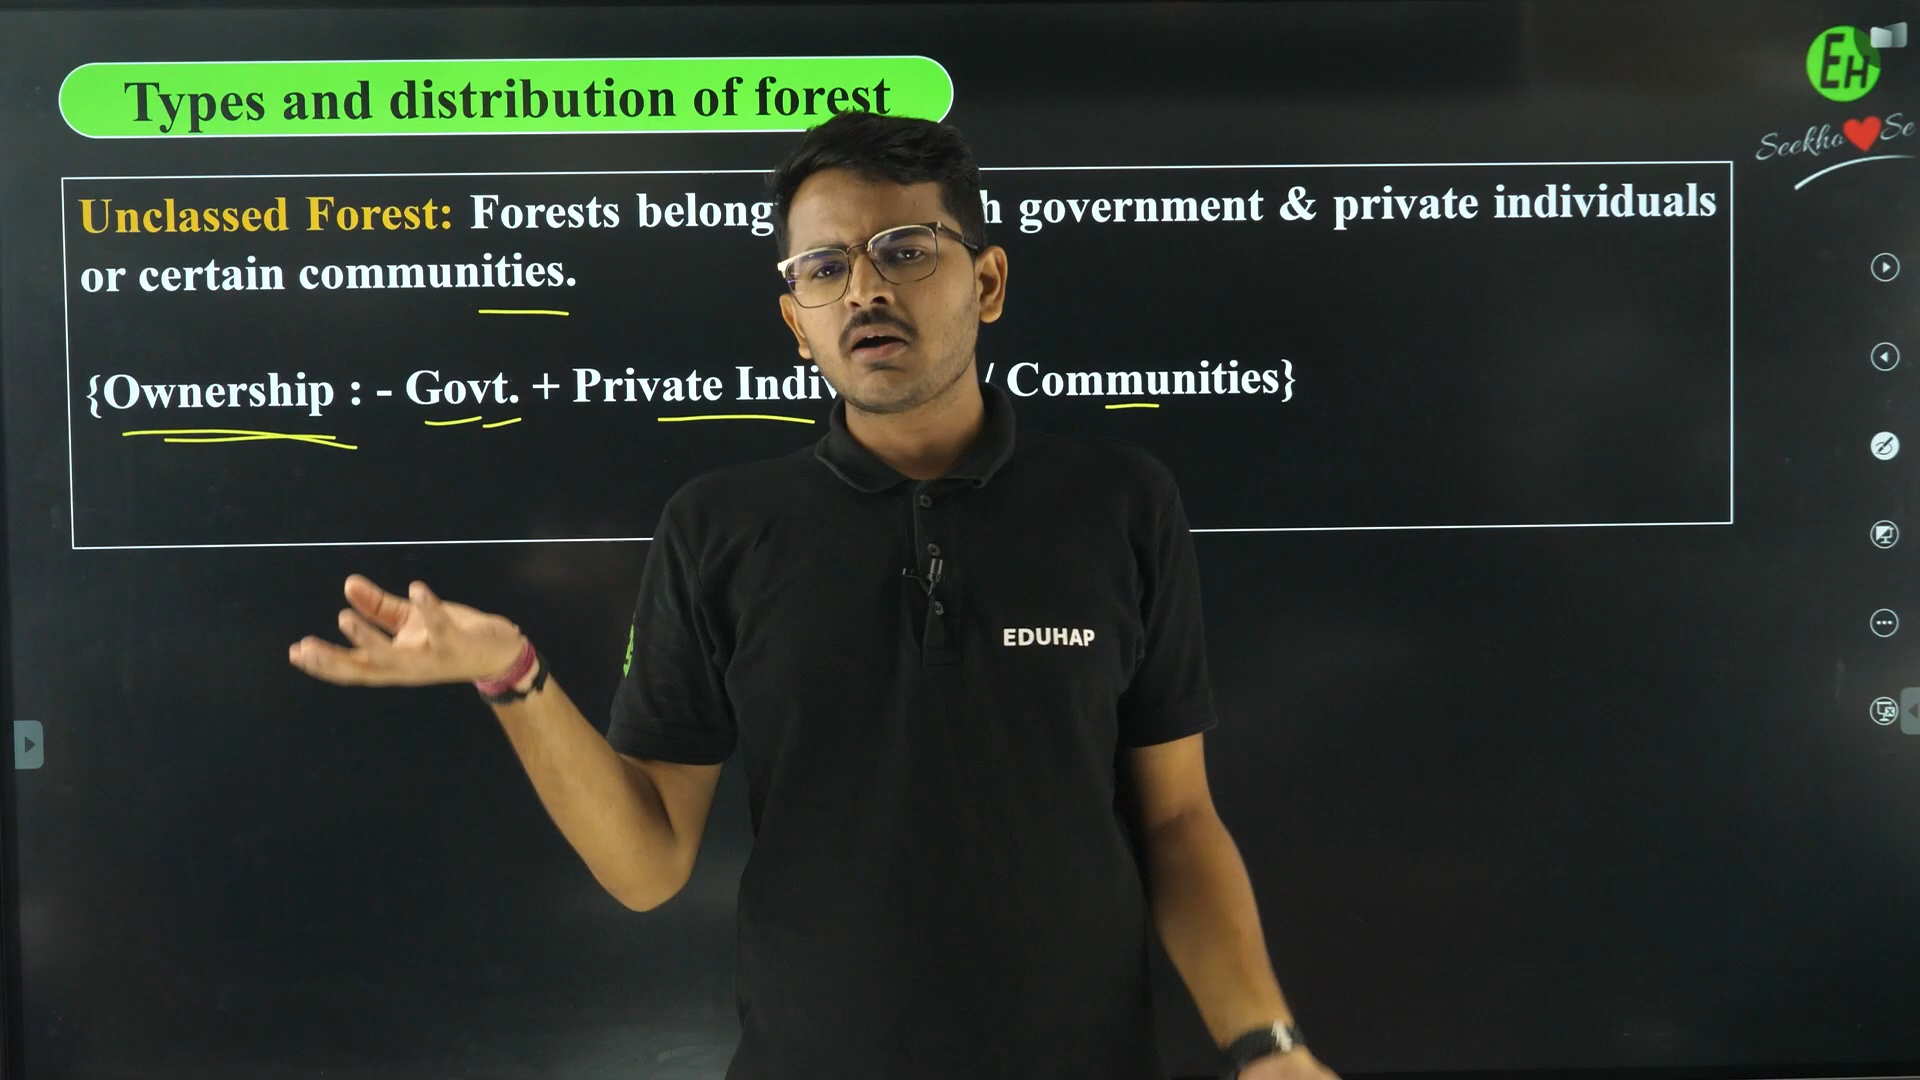 Types and distribution of forest
EH
Seekho Se
Unclassed Forest: Forests belong government & private individuals
or certain communities.
{Ownership : - Govt. + Private / Communities}
EDUHAP